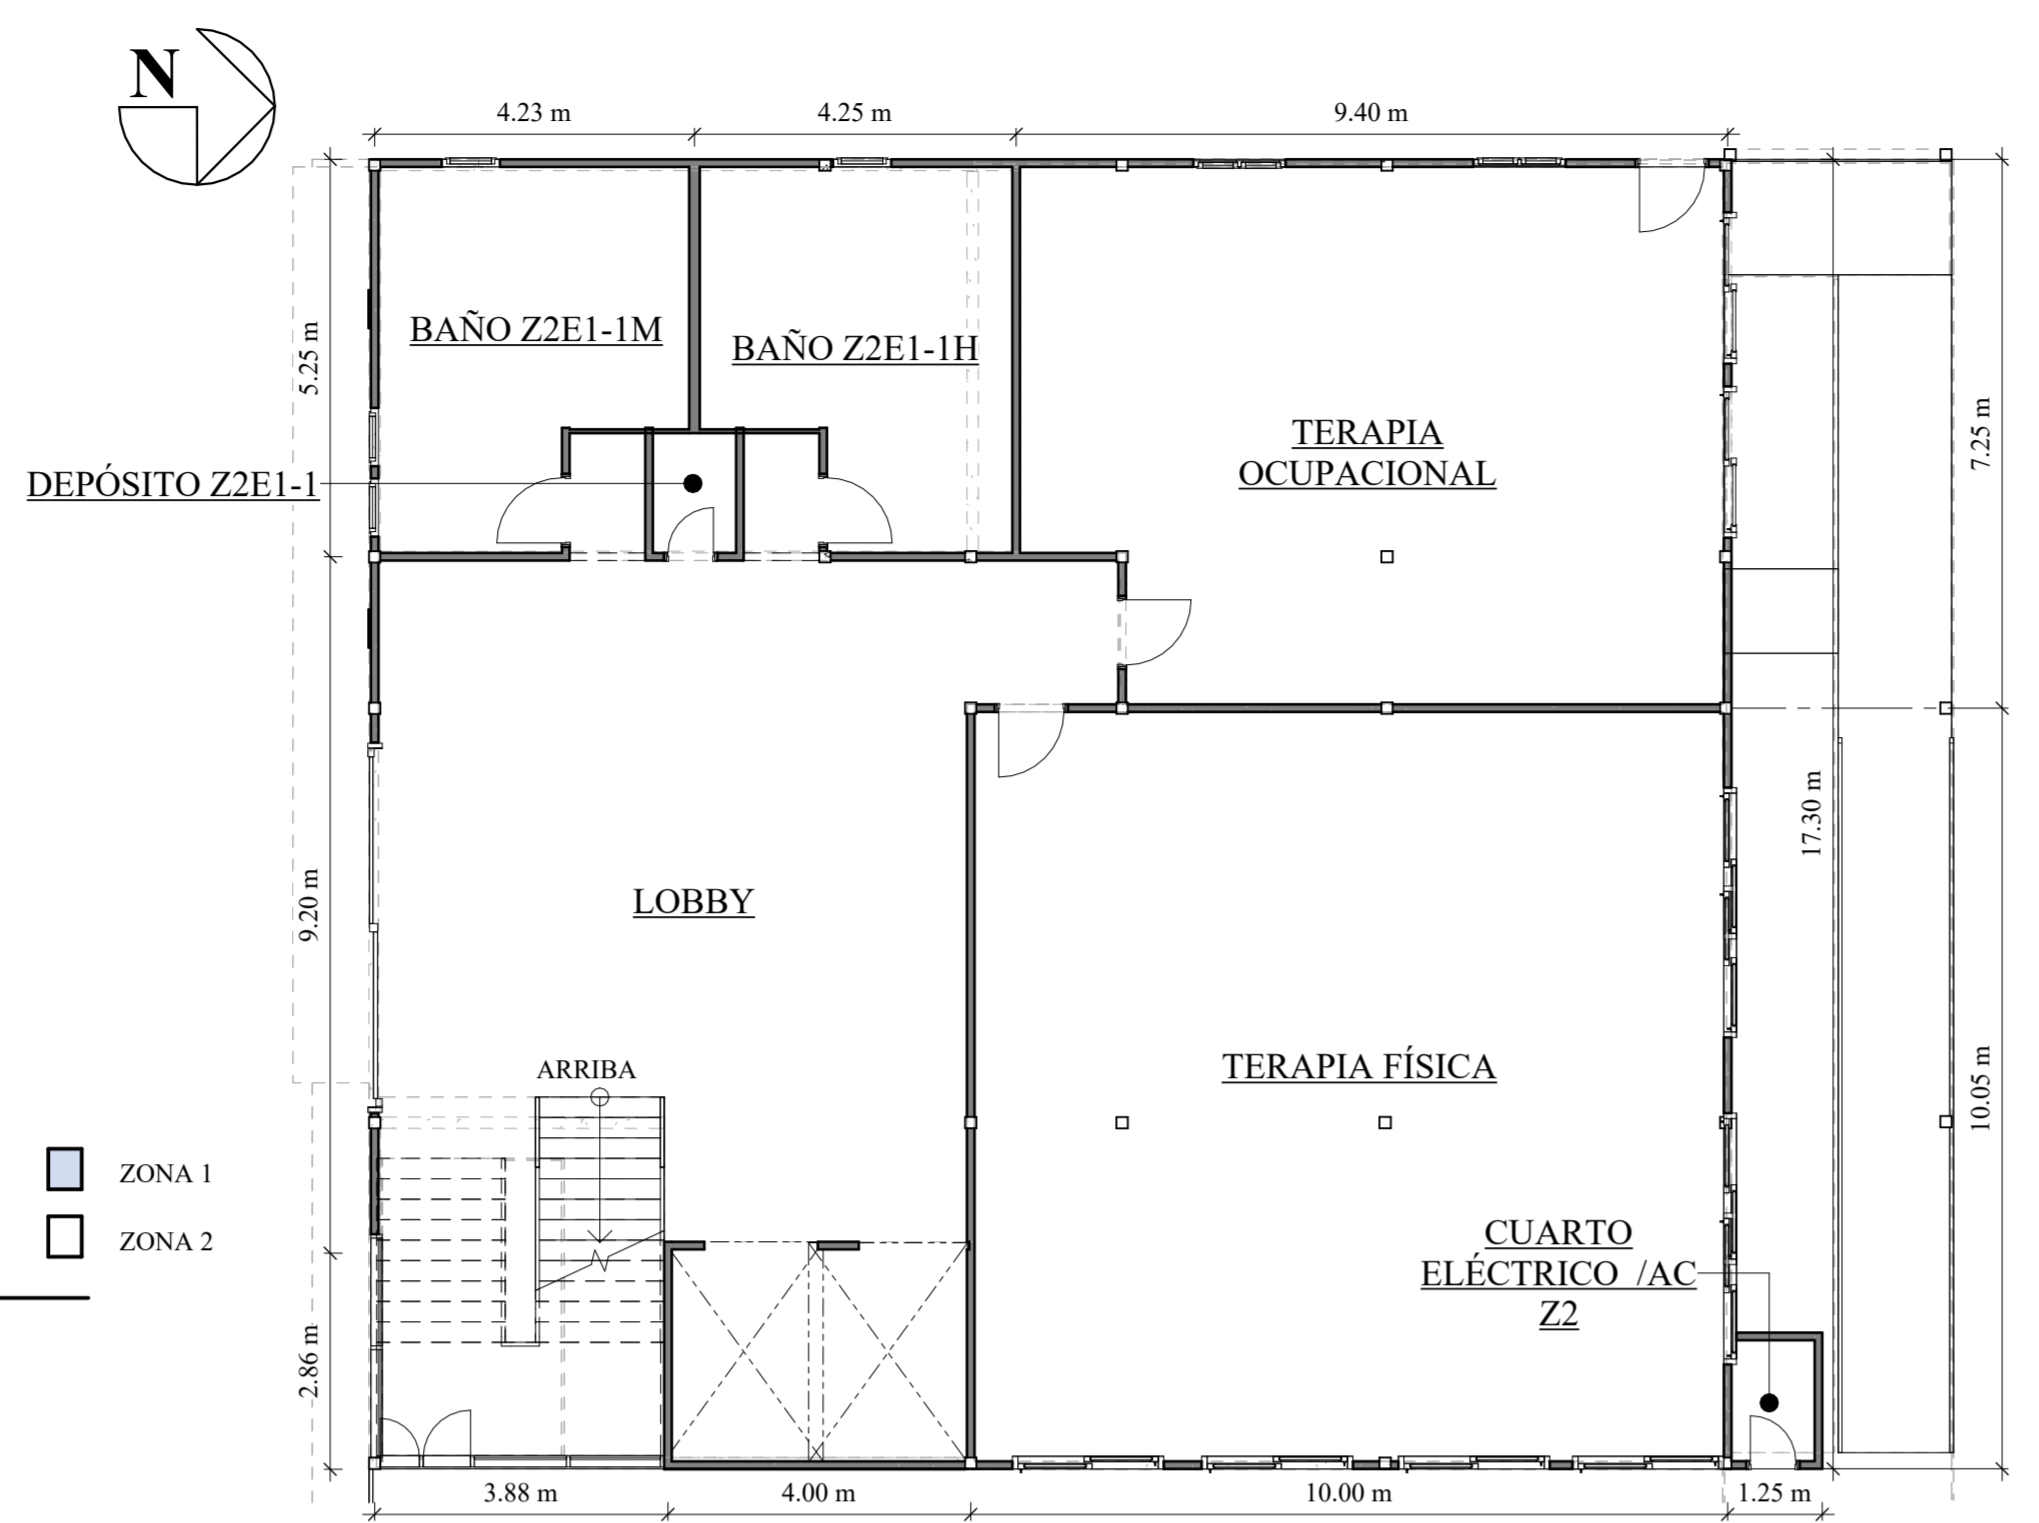 N
4.23 m
4.25 m
9.40 m
BAÑO Z2E1-1M
BAÑO Z2E1-1H
5.25 m
TERAPIA
OCUPACIONAL
7.25 m
DEPÓSITO Z2E1-1
17.30 m
LOBBY
9.20 m
ARRIBA
TERAPIA FÍSICA
10.05 m
ZONA 1
ZONA 2
CUARTO
ELÉCTRICO /AC
Z2
2.86 m
3.88 m
4.00 m
10.00 m
1.25 m